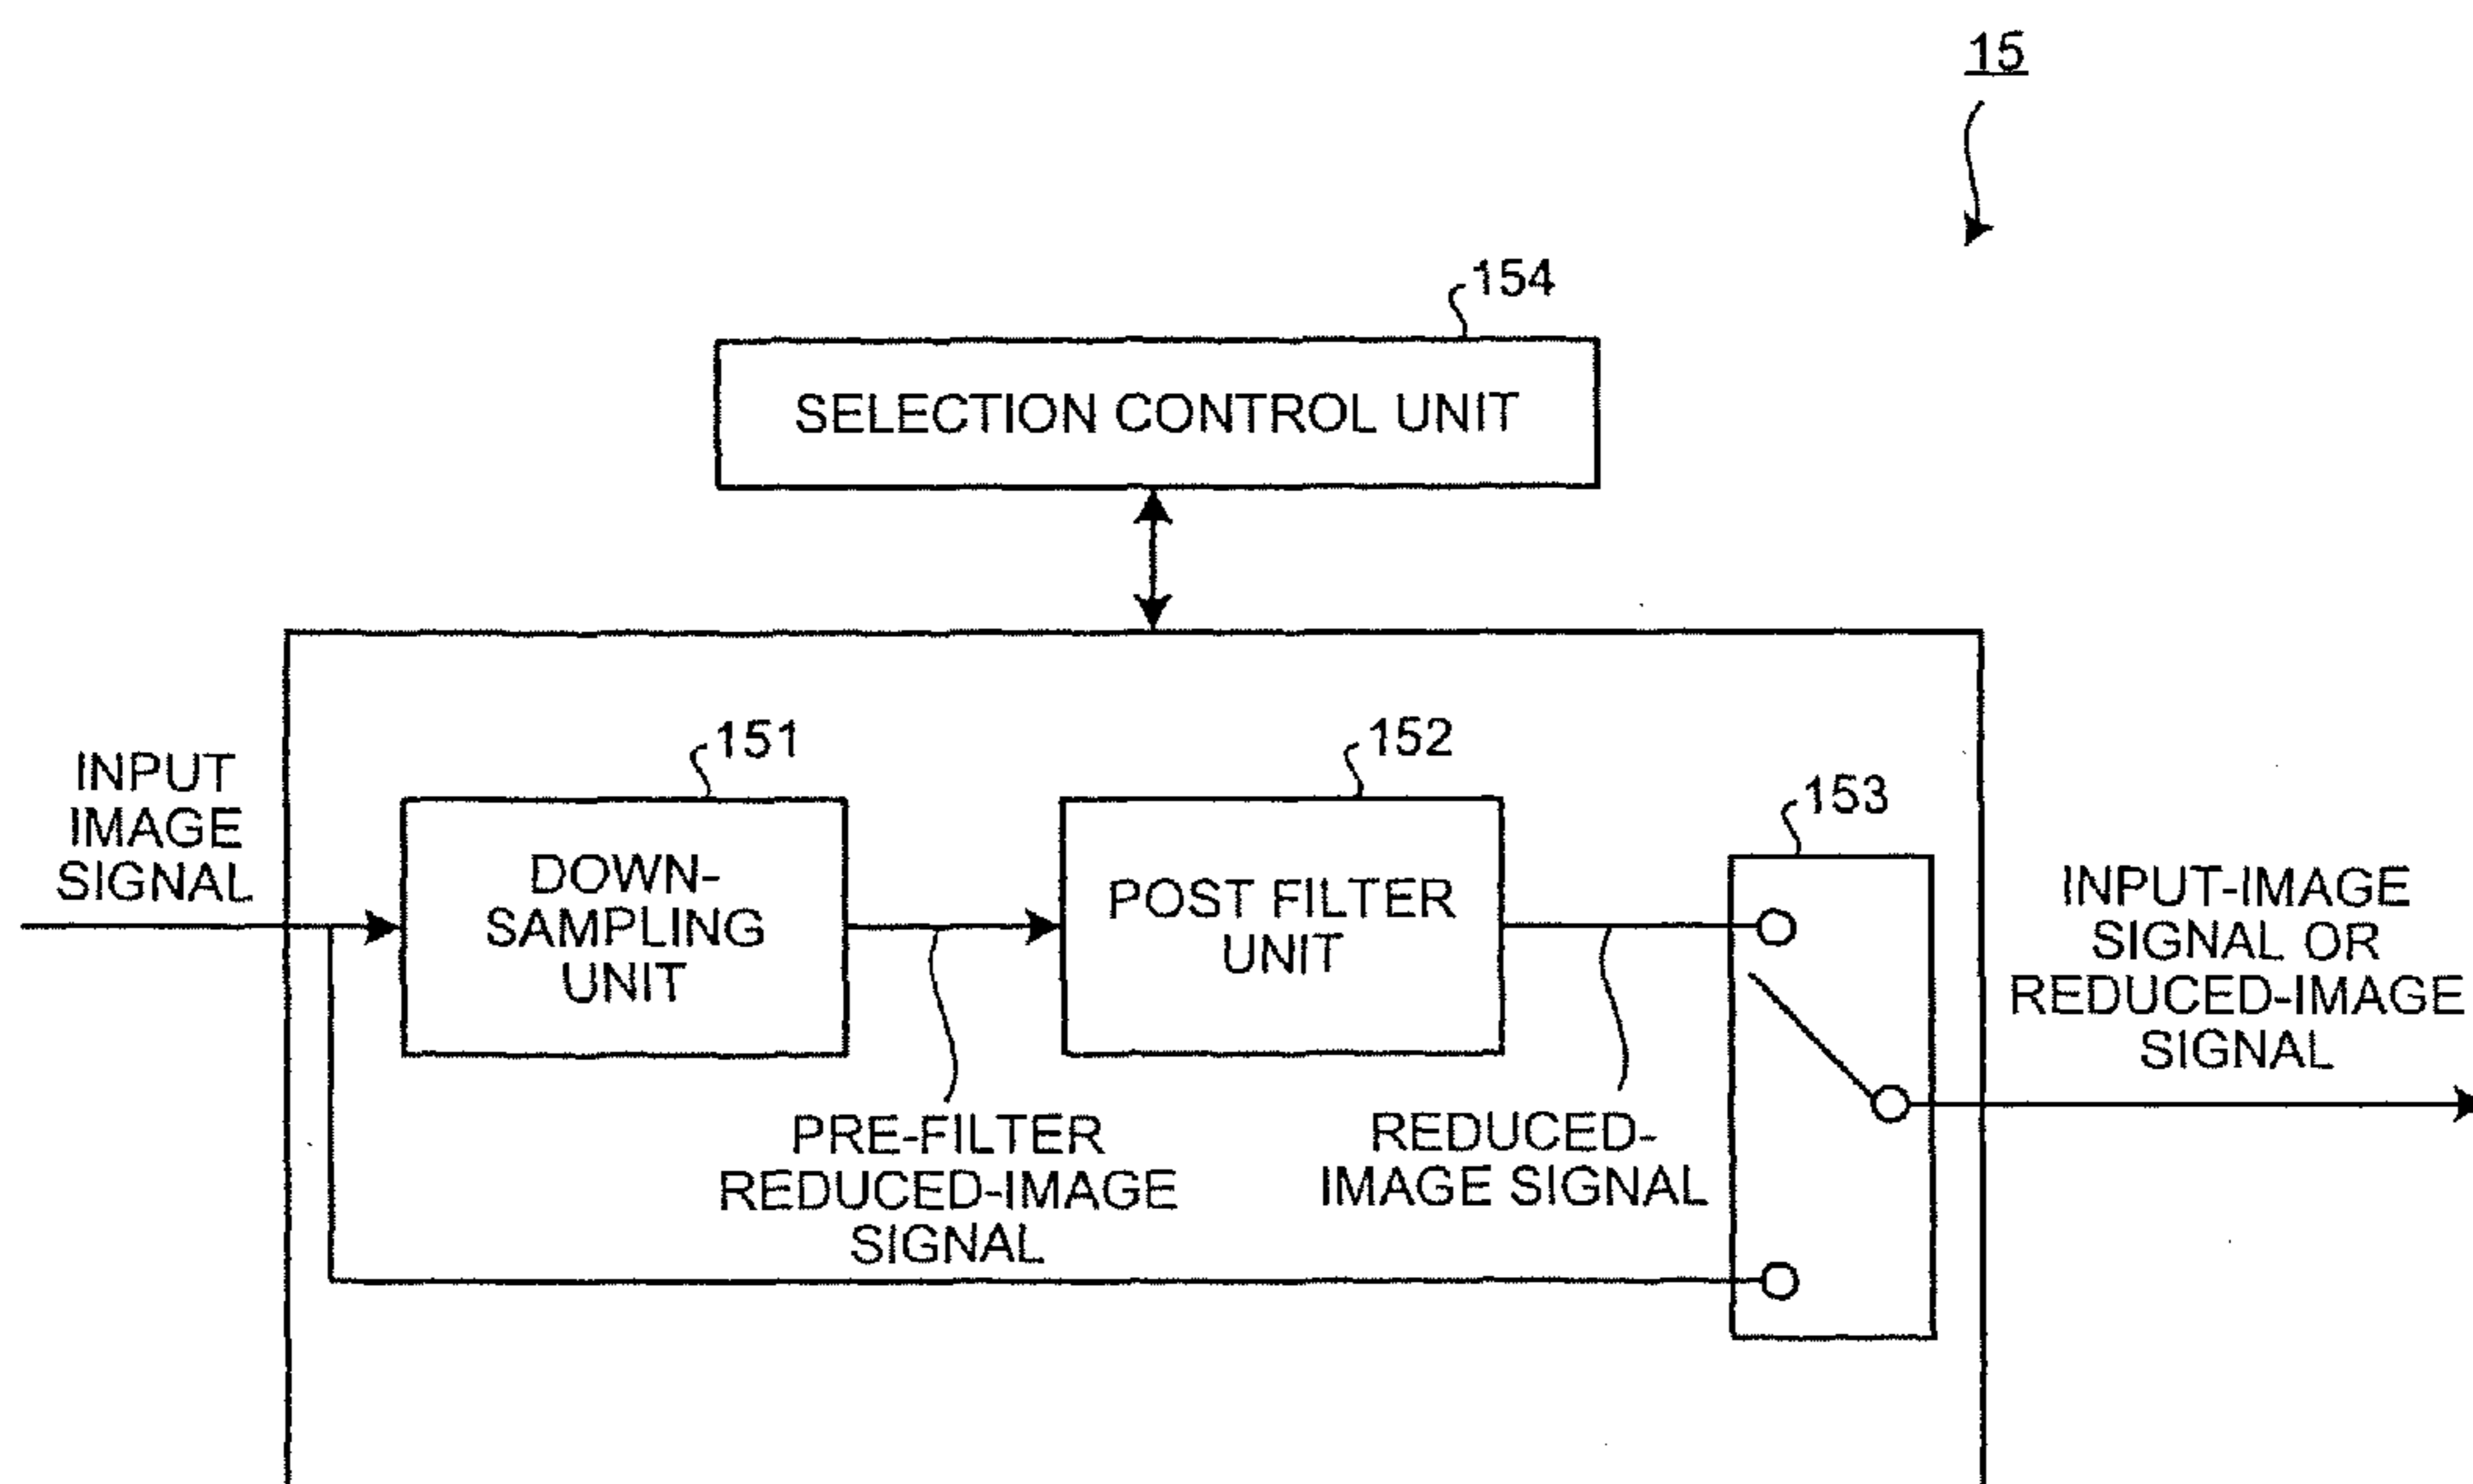 15
154
SELECTION CONTROL UNIT
151
152
153
INPUT
IMAGE
SIGNAL
DOWN-
SAMPLING
UNIT
POST FILTER
UNIT
INPUT-IMAGE
SIGNAL OR
REDUCED-IMAGE
SIGNAL
PRE-FILTER
REDUCED-IMAGE
SIGNAL
REDUCED-
IMAGE SIGNAL